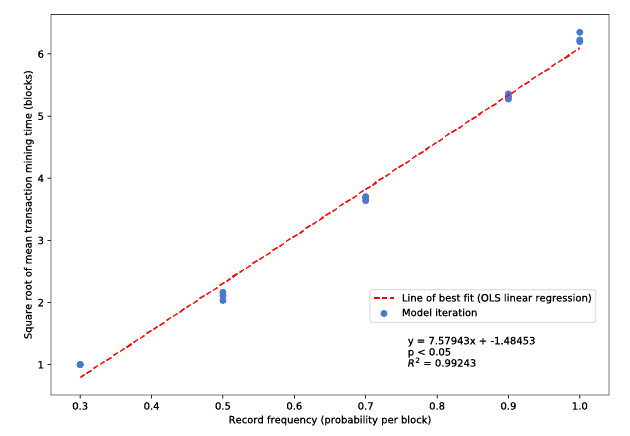 Square root of mean transaction mining time (blocks)
6
5
4
3
2
1
Line of best fit (OLS linear regression)
Model iteration
y = 7.57943x + -1.48453
p < 0.05
R² = 0.99243
0.3 0.4 0.5 0.6 0.7 0.8 0.9 1.0
Record frequency (probability per block)